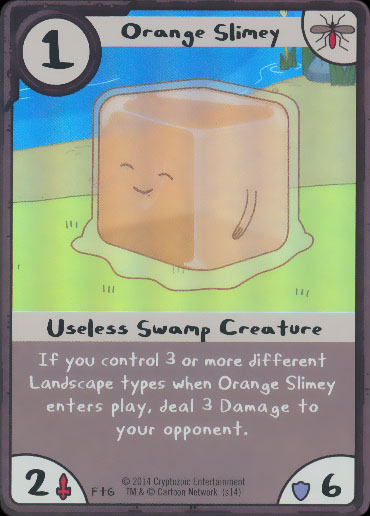 1
Orange Slimey
Useless Swamp Creature
If you control 3 or more different
Landscape types when Orange Slimey
enters play, deal 3 Damage to
your opponent.
2
F+G
© 2014 Cryptozoic Entertainment
TM & © Cartoon Network (s14)
6